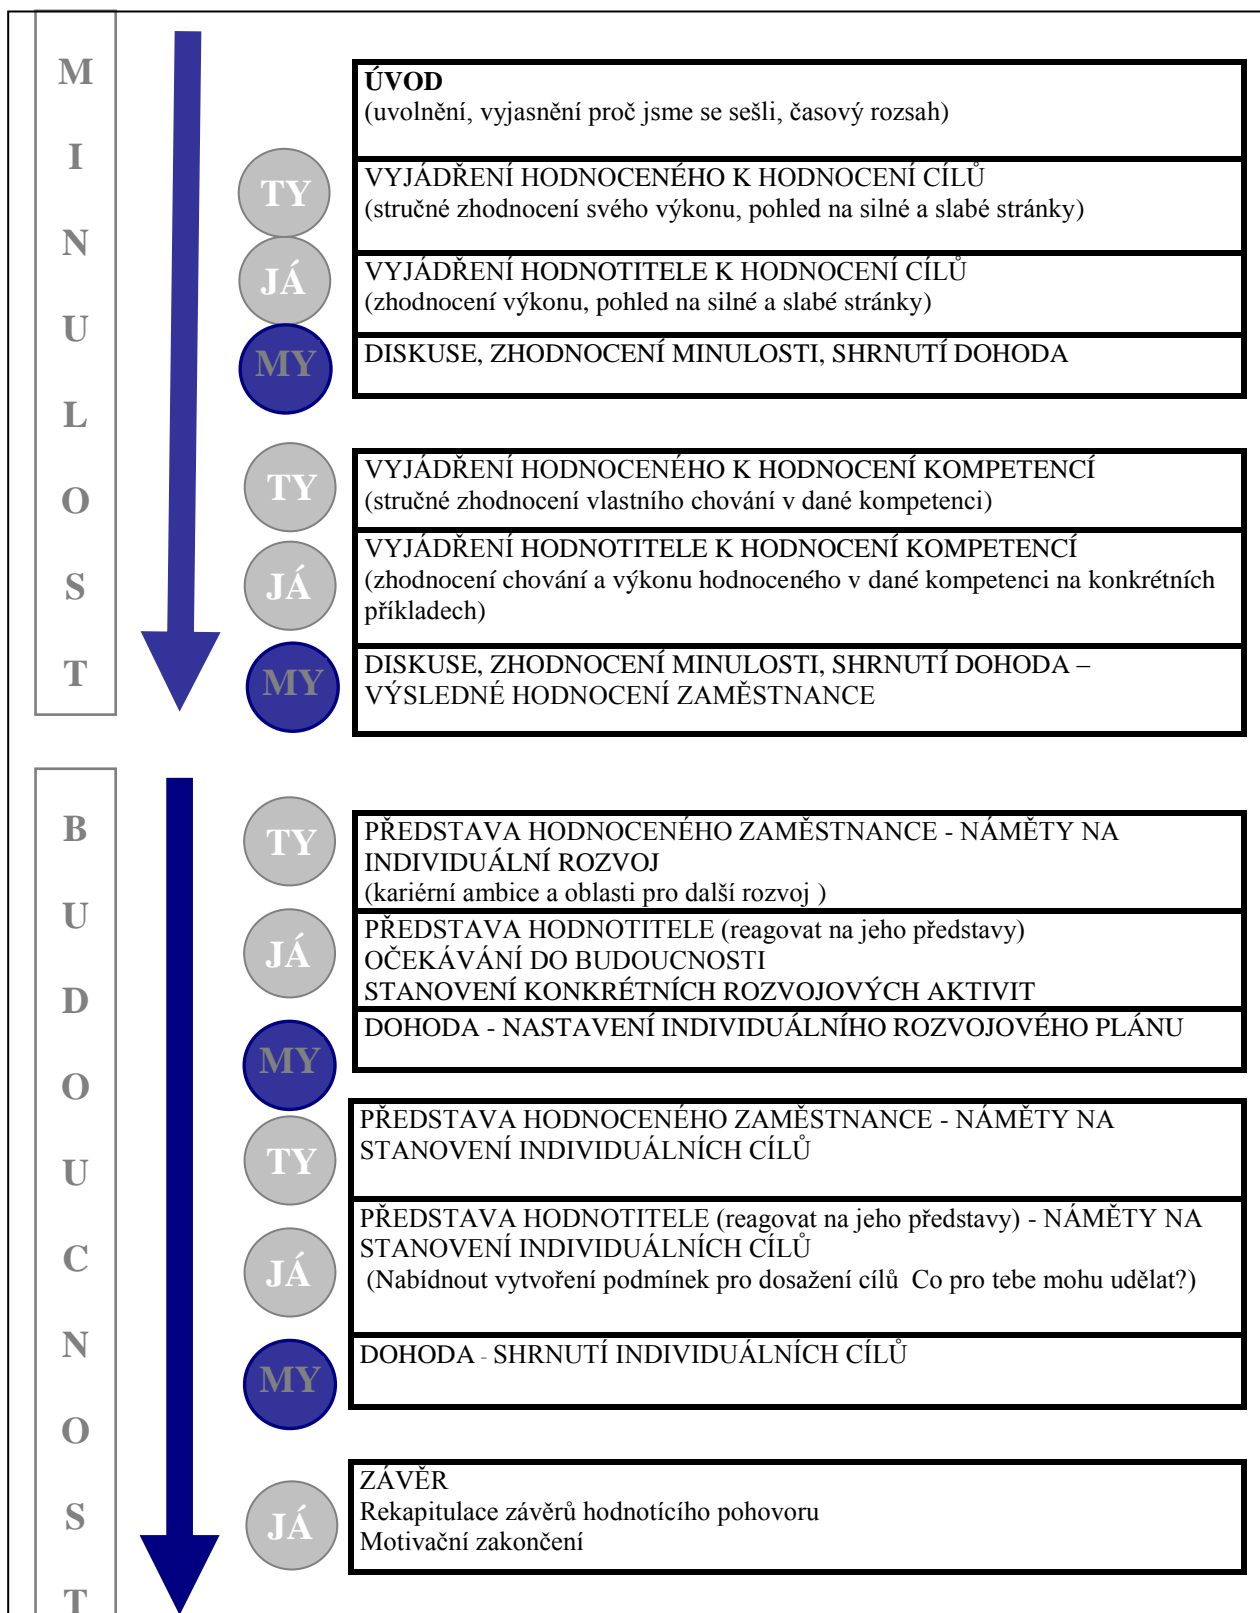 MINULOST
ÚVOD
(uvolnění, vyjasnění proč jsme se sešli, časový rozsah)
TY
VYJÁDŘENÍ HODNOCENÉHO K HODNOCENÍ CÍLŮ
(stručné zhodnocení svého výkonu, pohled na silné a slabé stránky)
JÁ
VYJÁDŘENÍ HODNOTITELE K HODNOCENÍ CÍLŮ
(zhodnocení výkonu, pohled na silné a slabé stránky)
MY
DISKUSE, ZHODNOCENÍ MINULOSTI, SHRNUTÍ DOHODA
TY
VYJÁDŘENÍ HODNOCENÉHO K HODNOCENÍ KOMPETENCÍ
(stručné zhodnocení vlastního chování v dané kompetenci)
JÁ
VYJÁDŘENÍ HODNOTITELE K HODNOCENÍ KOMPETENCÍ
(zhodnocení chování a výkonu hodnoceného v dané kompetenci na konkrétních
příkladech)
MY
DISKUSE, ZHODNOCENÍ MINULOSTI, SHRNUTÍ DOHODA –
VÝSLEDNÉ HODNOCENÍ ZAMĚSTNANCE
BUDOUCNOST
TY
PŘEDSTAVA HODNOCENÉHO ZAMĚSTNANCE - NÁMĚTY NA
INDIVIDUÁLNÍ ROZVOJ
(kariérní ambice a oblasti pro další rozvoj )
JÁ
PŘEDSTAVA HODNOTITELE (reagovat na jeho představy)
OČEKÁVÁNÍ DO BUDOUCNOSTI
STANOVENÍ KONKRÉTNÍCH ROZVOJOVÝCH AKTIVIT
MY
DOHODA - NASTAVENÍ INDIVIDUÁLNÍHO ROZVOJOVÉHO PLÁNU
TY
PŘEDSTAVA HODNOCENÉHO ZAMĚSTNANCE - NÁMĚTY NA
STANOVENÍ INDIVIDUÁLNÍCH CÍLŮ
JÁ
PŘEDSTAVA HODNOTITELE (reagovat na jeho představy) - NÁMĚTY NA
STANOVENÍ INDIVIDUÁLNÍCH CÍLŮ
(Nabídnout vytvoření podmínek pro dosažení cílů  Co pro tebe mohu udělat?)
MY
DOHODA - SHRNUTÍ INDIVIDUÁLNÍCH CÍLŮ
JÁ
ZÁVĚR
Rekapitulace závěrů hodnotícího pohovoru
Motivační zakončení